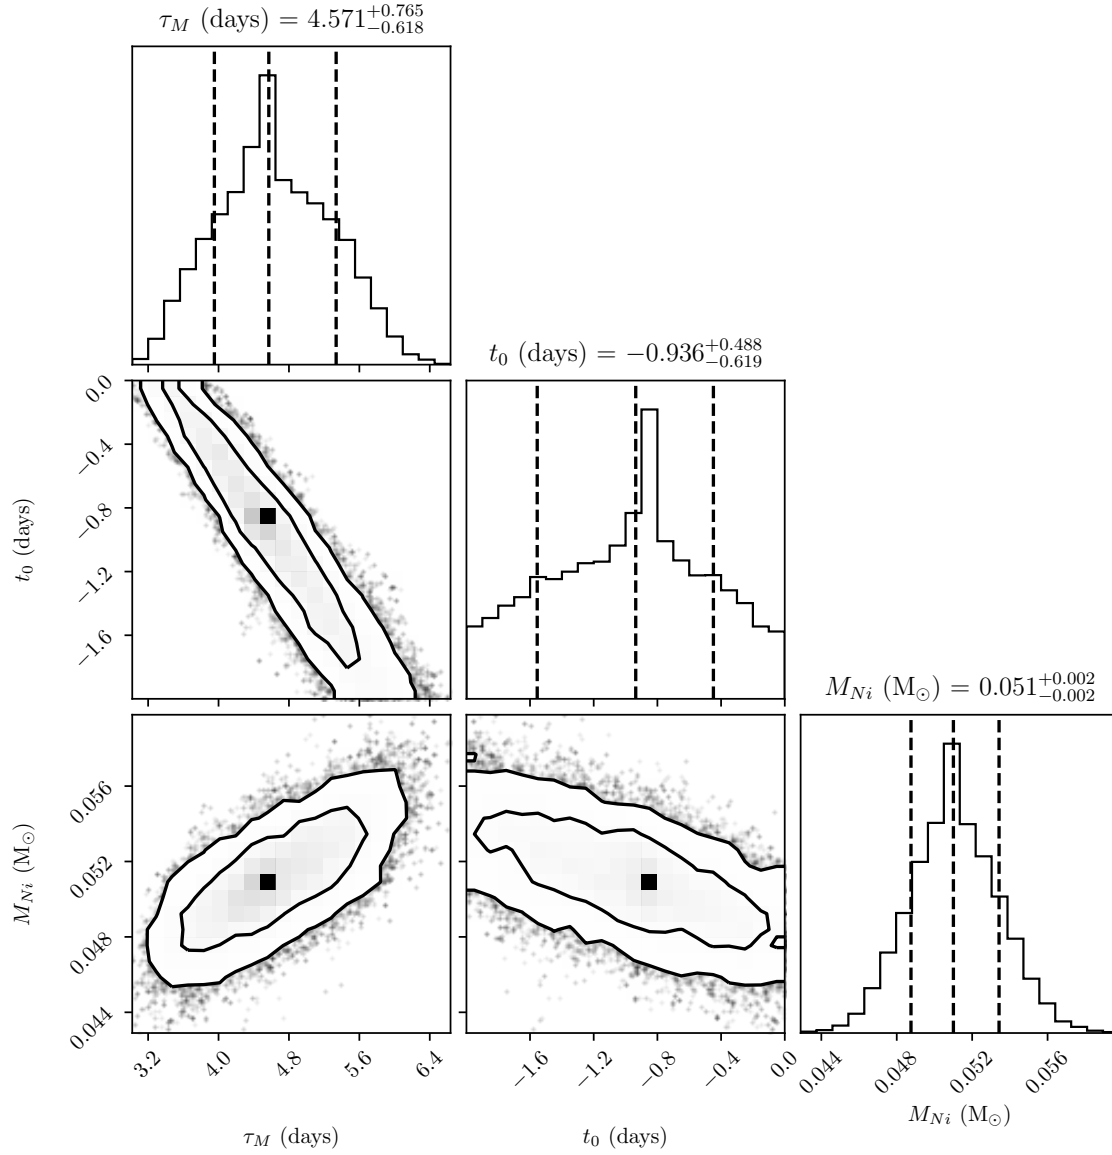 τ_M (days) = 4.571^{+0.765}_{−0.618}
t_0 (days) = −0.936^{+0.488}_{−0.619}
0.0
−0.4
−0.8
−1.2
−1.6
t_0 (days)
M_{Ni} (M_⊙) = 0.051^{+0.002}_{−0.002}
0.056
0.052
0.048
0.044
M_{Ni} (M_⊙)
3.2 4.0 4.8 5.6 6.4
τ_M (days)
−1.6 −1.2 −0.8 −0.4 0.0
t_0 (days)
0.044 0.048 0.052 0.056
M_{Ni} (M_⊙)